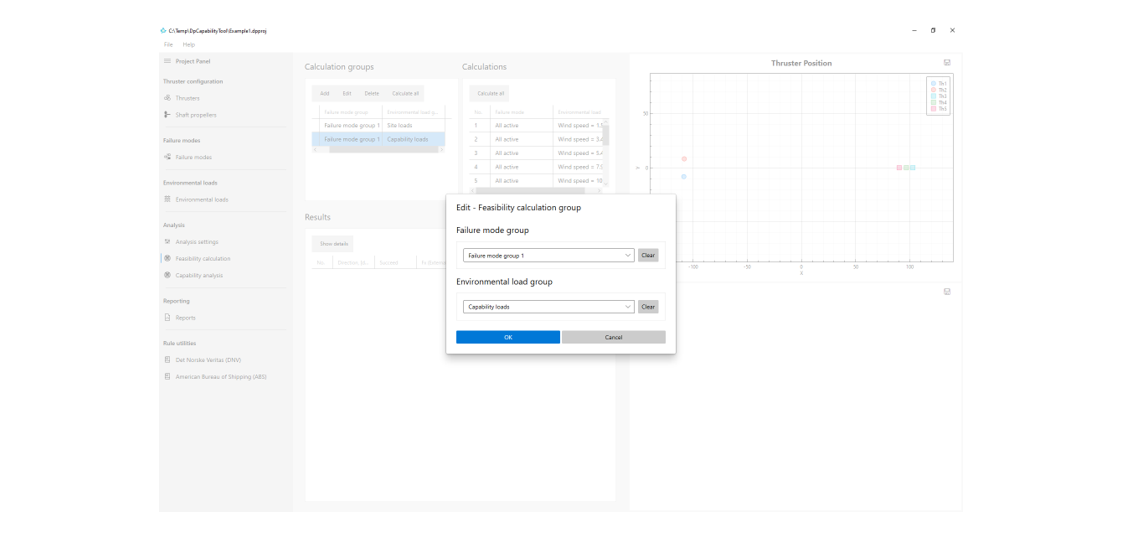 C:\Temp\DpCapabilityTool\Example1.dpproj
File Help
Project Panel
Thruster configuration
Thrusters
Shaft propellers
Failure modes
Failure modes
Environmental loads
Environmental loads
Analysis
Analysis settings
Feasibility calculation
Capability analysis
Reporting
Reports
Rule utilities
Det Norske Veritas (DNV)
American Bureau of Shipping (ABS)
Calculation groups
Add Edit Delete Calculate all
Failure mode group Environmental load g...
Failure mode group 1 Site loads
Failure mode group 1 Capability loads
Calculations
Calculate all
No. Failure mode Environmental load
1 All active Wind speed = 1.5
2 All active Wind speed = 3.4
3 All active Wind speed = 5.4
4 All active Wind speed = 7.9
5 All active Wind speed = 10
Results
Show details
No. Direction Success
Edit - Feasibility calculation group
Failure mode group
Failure mode group 1 Clear
Environmental load group
Capability loads Clear
OK Cancel
Thruster Position
Th1
Th2
Th3
Th4
Th5
50
0
-100 -50 0 50 100
X